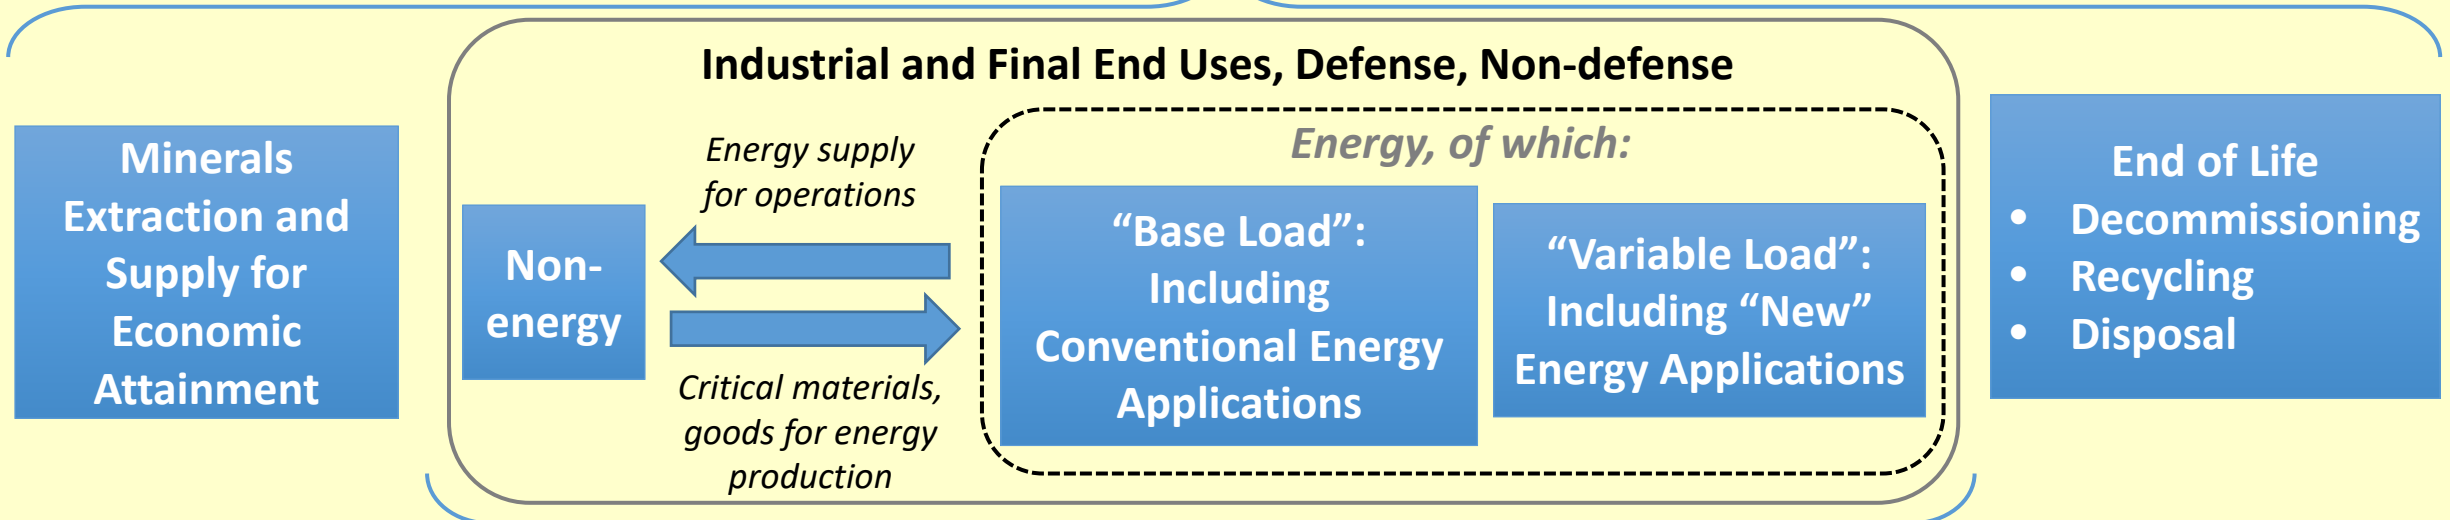 Industrial and Final End Uses, Defense, Non-defense
Minerals
Extraction and
Supply for
Economic
Attainment
Non-
energy
Energy supply
for operations
Critical materials,
goods for energy
production
Energy, of which:
“Base Load”:
Including
Conventional Energy
Applications
“Variable Load”:
Including “New”
Energy Applications
End of Life
• Decommissioning
• Recycling
• Disposal